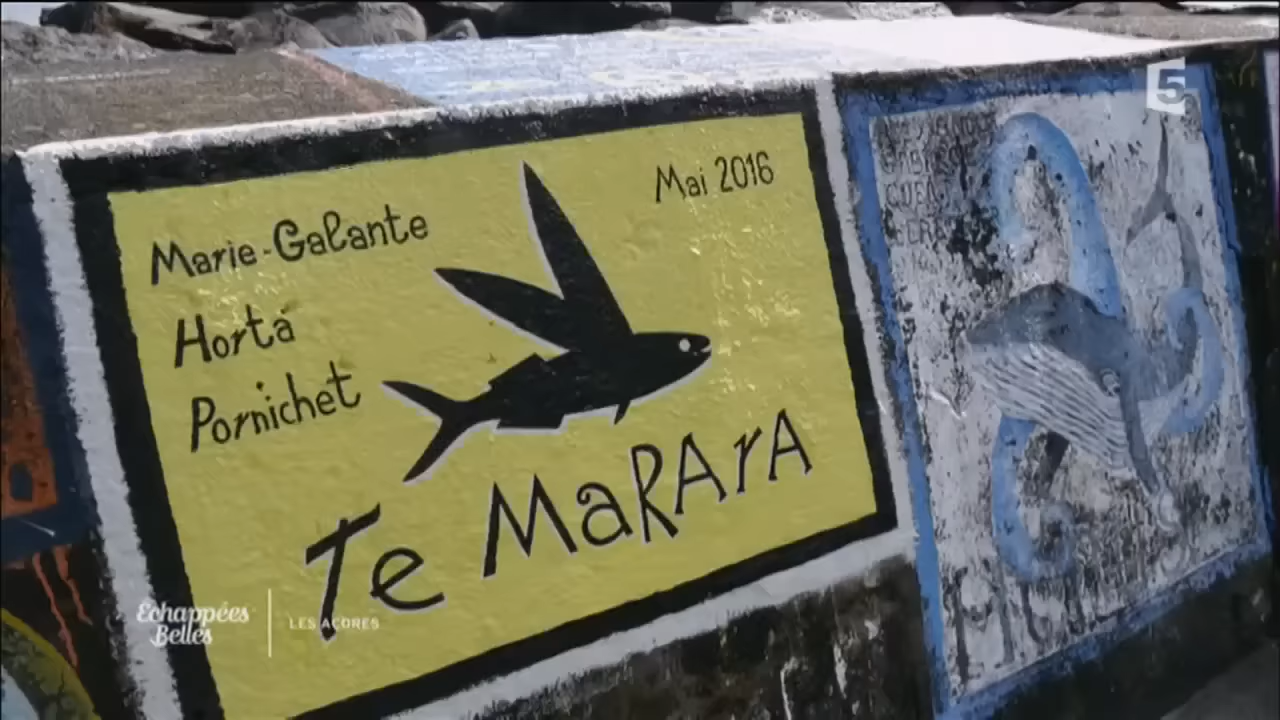 5
Mai 2016
Marie-Galante
Horta
Pornichet
Te MaRArA
Echappées
Belles
LES AÇORES